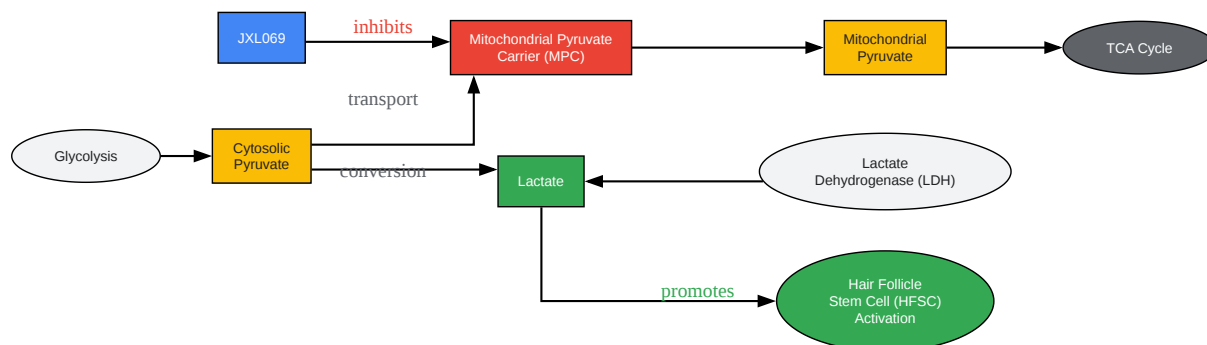 JXL069
inhibits
Mitochondrial Pyruvate
Carrier (MPC)
Mitochondrial
Pyruvate
TCA Cycle
transport
Glycolysis
Cytosolic
Pyruvate
conversion
Lactate
Lactate
Dehydrogenase (LDH)
promotes
Hair Follicle
Stem Cell (HFSC)
Activation